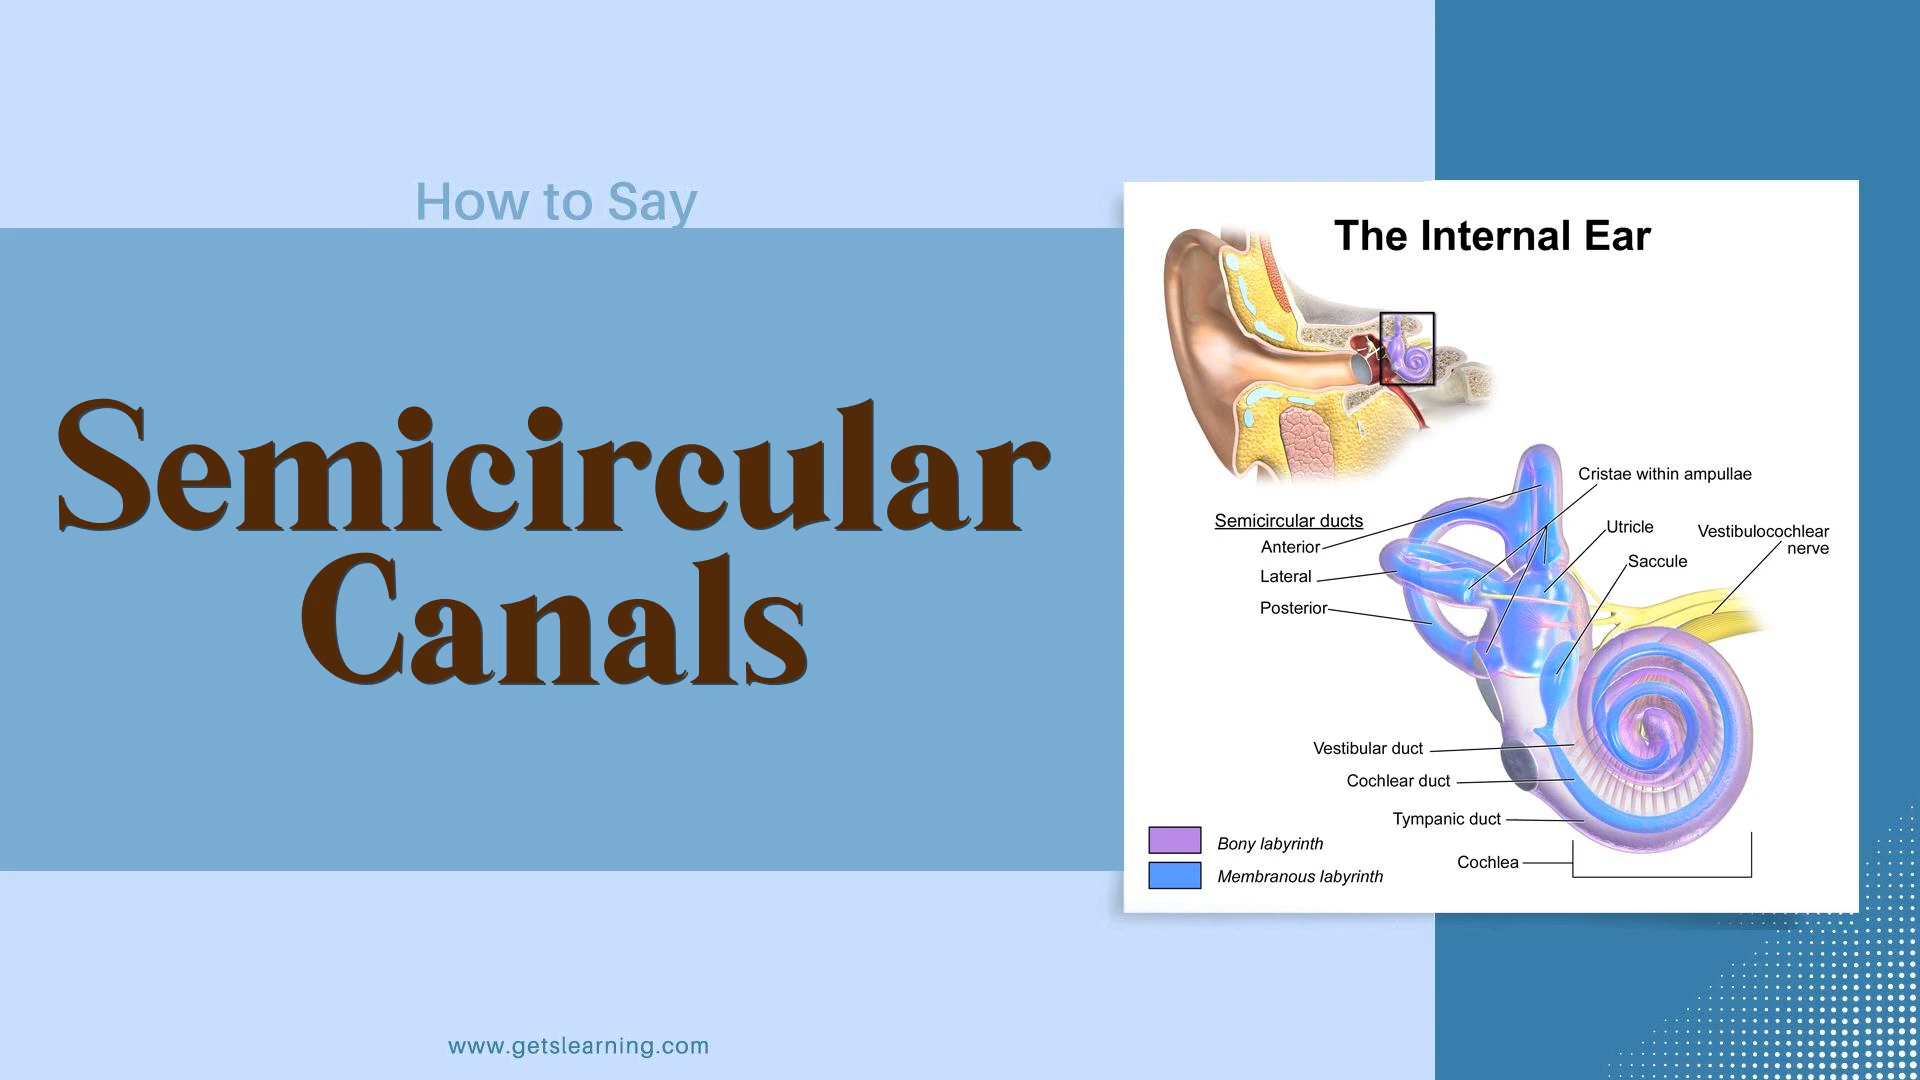 How to Say
Semicircular
Canals
www.getslearning.com
The Internal Ear
Cristae within ampullae
Semicircular ducts
Anterior
Lateral
Posterior
Utricle
Saccule
Vestibulocochlear
nerve
Vestibular duct
Cochlear duct
Tympanic duct
Cochlea
Bony labyrinth
Membranous labyrinth